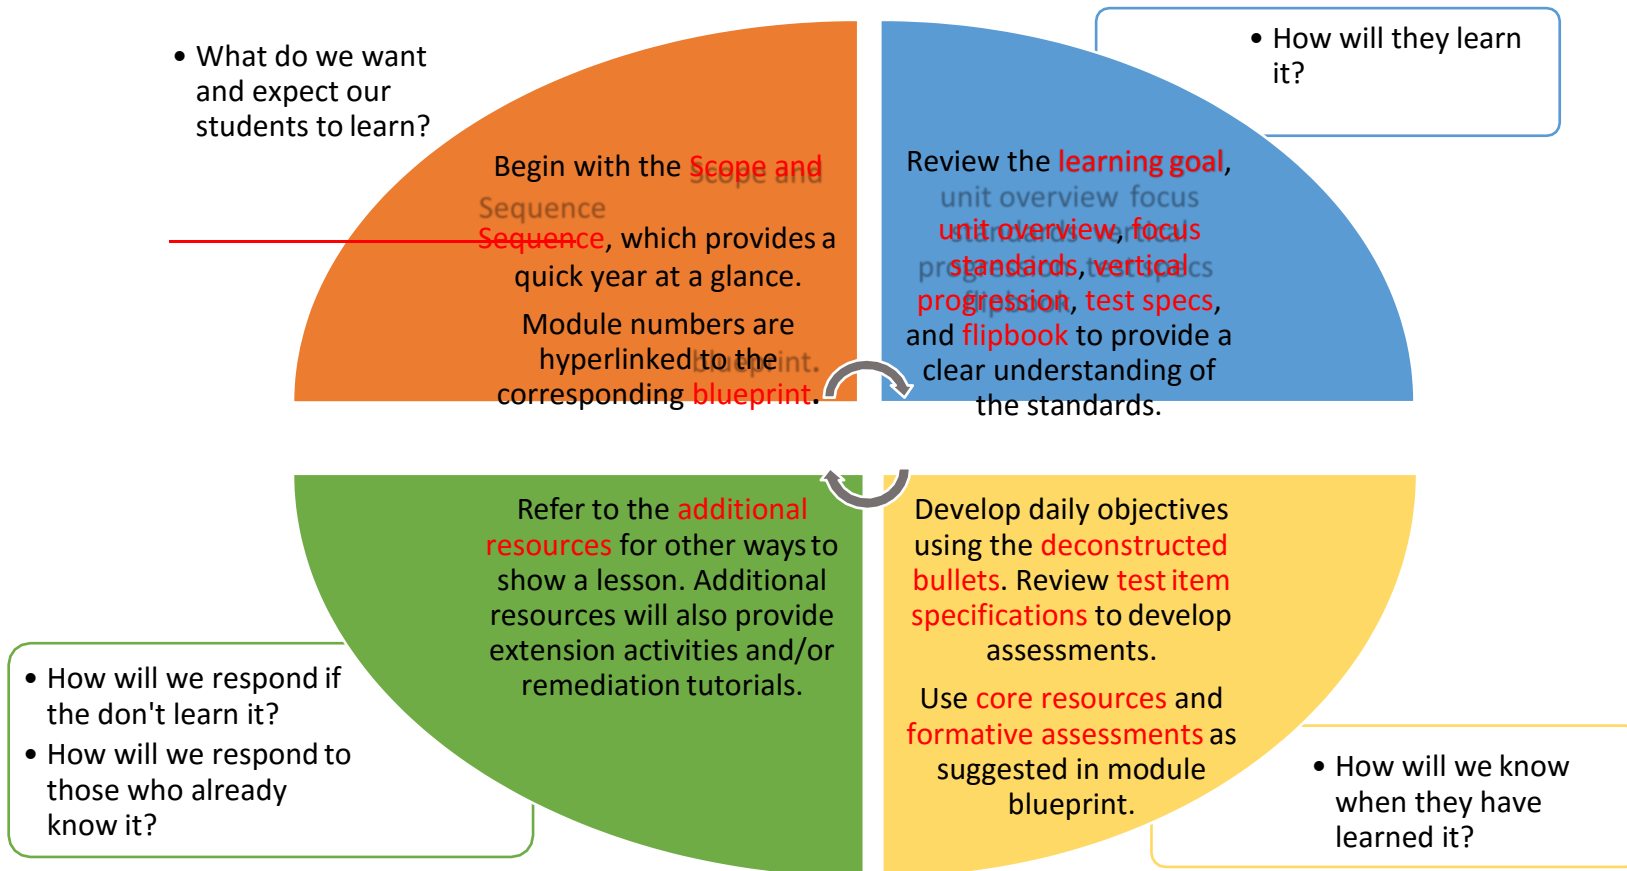 • What do we want
and expect our
students to learn?
Begin with the Scope and
Sequence, which provides a
quick year at a glance.
Module numbers are
hyperlinked to the
corresponding blueprint.
• How will they learn
it?
Review the learning goal,
unit overview, focus
standards, vertical
progression, test specs,
and flipbook to provide a
clear understanding of
the standards.
Refer to the additional
resources for other ways to
show a lesson. Additional
resources will also provide
extension activities and/or
remediation tutorials.
• How will we respond if
the don't learn it?
• How will we respond to
those who already
know it?
Develop daily objectives
using the deconstructed
bullets. Review test item
specifications to develop
assessments.
Use core resources and
formative assessments as
suggested in module
blueprint.
• How will we know
when they have
learned it?